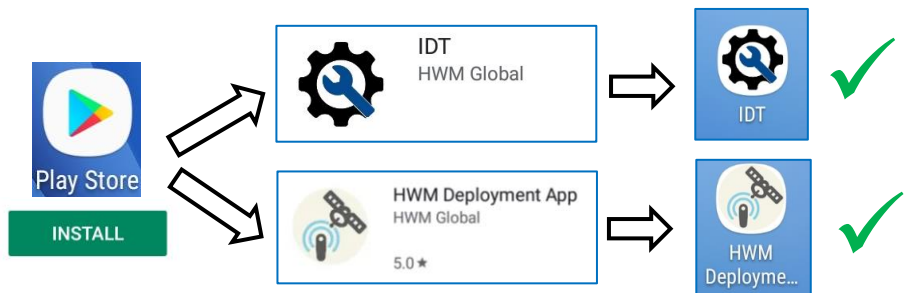 Play Store
INSTALL
IDT
HWM Global
IDT
HWM Deployment App
HWM Global
5.0★
HWM
Deployme...